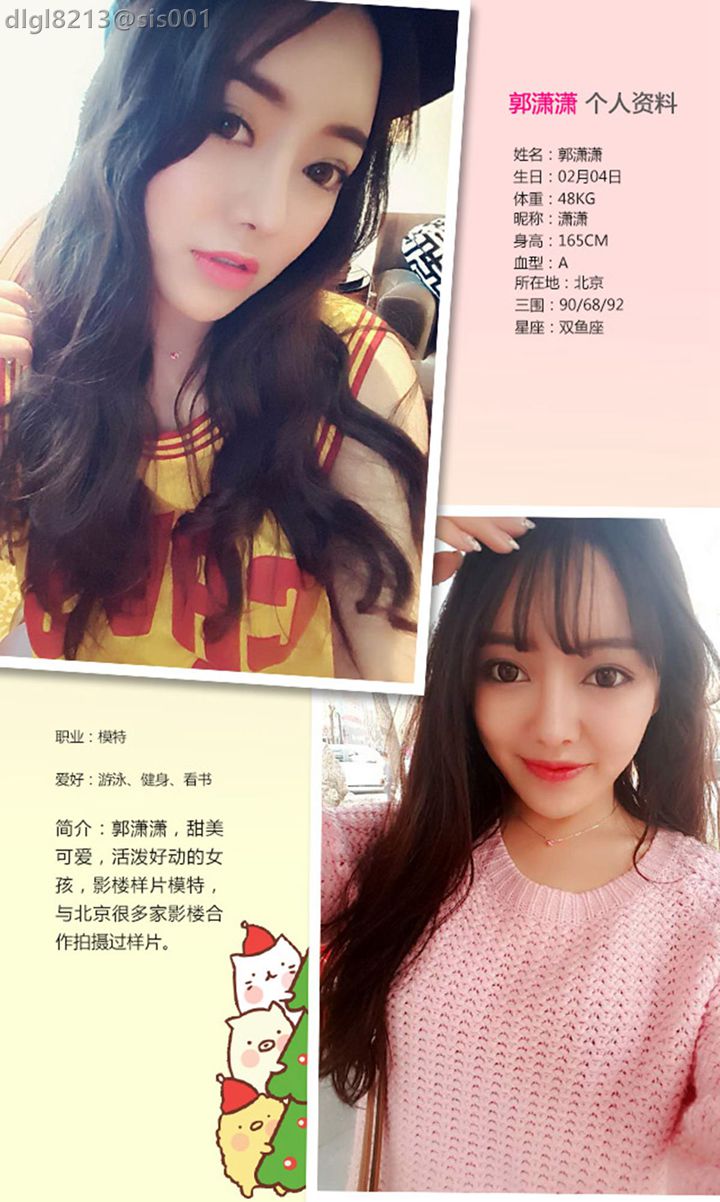 dlgl8213@sis001
郭潇潇 个人资料
姓名：郭潇潇
生日：02月04日
体重：48KG
昵称：潇潇
身高：165CM
血型：A
所在地：北京
三围：90/68/92
星座：双鱼座
职业：模特
爱好：游泳、健身、看书
简介：郭潇潇，甜美
可爱，活泼好动的女
孩，影楼样片模特，
与北京很多家影楼合
作拍摄过样片。